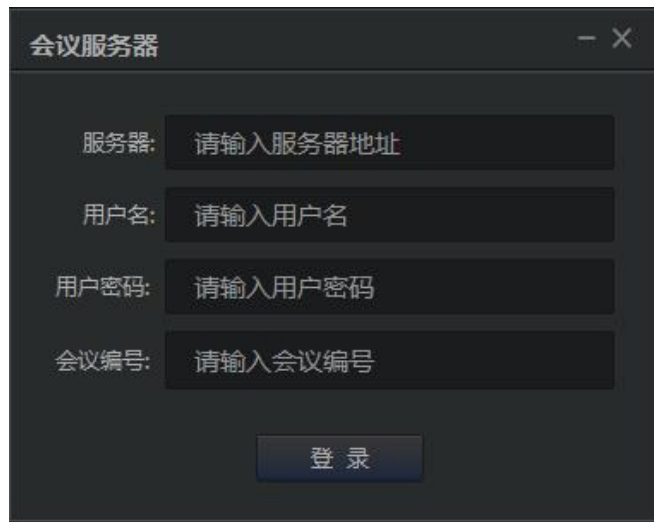 会议服务器
服务器: 请输入服务器地址
用户名: 请输入用户名
用户密码: 请输入用户密码
会议编号: 请输入会议编号
登 录